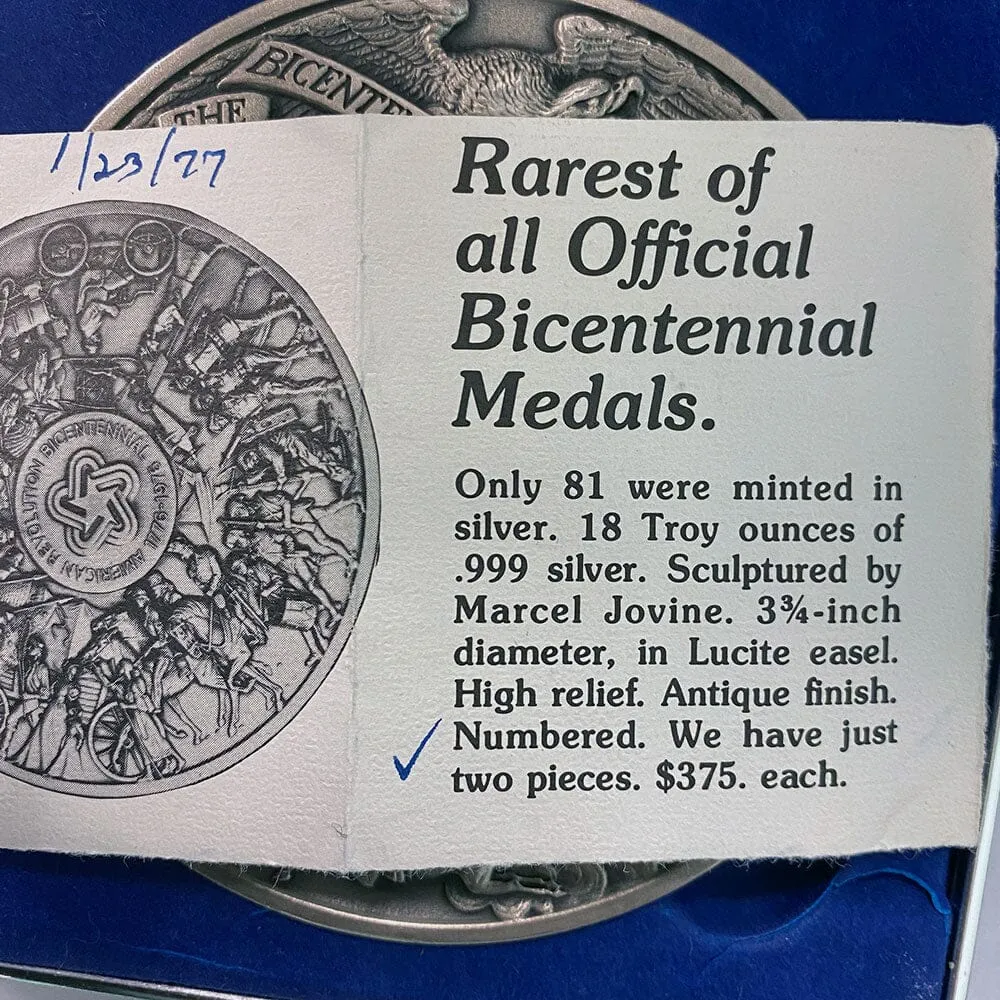 THE BICENTE
1/23/77
AMERICAN REVOLUTION BICENTENNIAL 1776-1976
Rarest of
all Official
Bicentennial
Medals.
Only 81 were minted in
silver. 18 Troy ounces of
.999 silver. Sculptured by
Marcel Jovine. 3¾-inch
diameter, in Lucite easel.
High relief. Antique finish.
✓ Numbered. We have just
two pieces. $375. each.